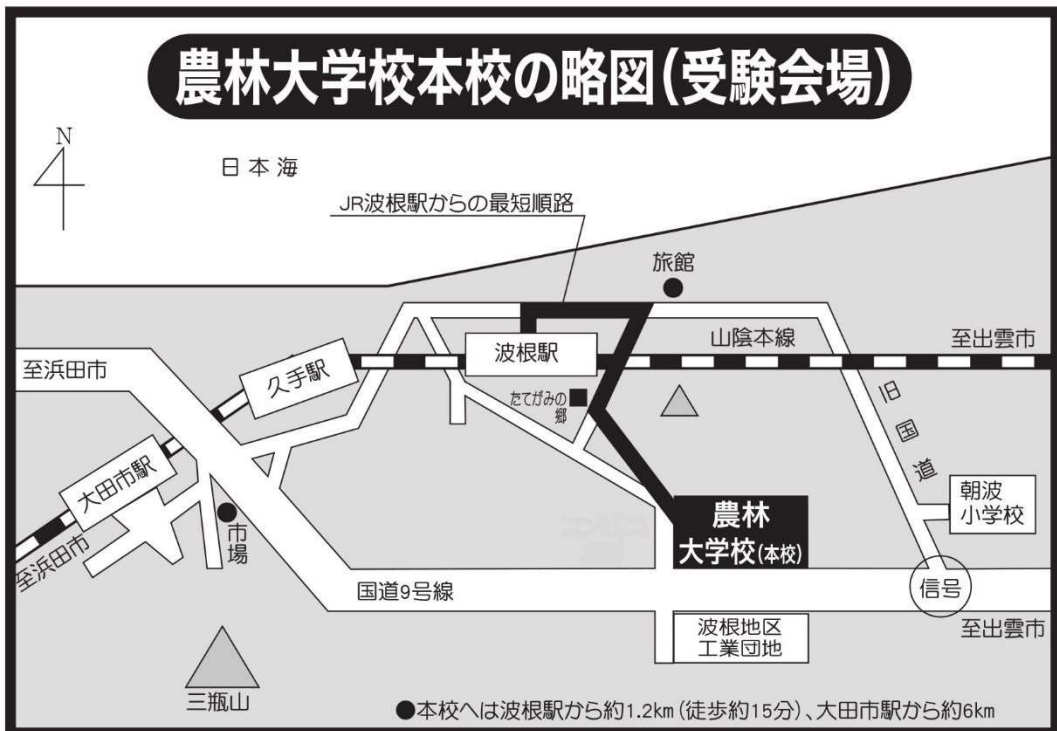 農林大学校本校の略図(受験会場)
N
日本海
JR波根駅からの最短順路
旅館
山陰本線
至出雲市
波根駅
至浜田市
久手駅
たてがみの
郷
旧国道
大田市駅
朝波
小学校
農林
大学校(本校)
市場
至浜田市
国道9号線
信号
波根地区
工業団地
至出雲市
三瓶山
●本校へは波根駅から約1.2km(徒歩約15分)、大田市駅から約6km